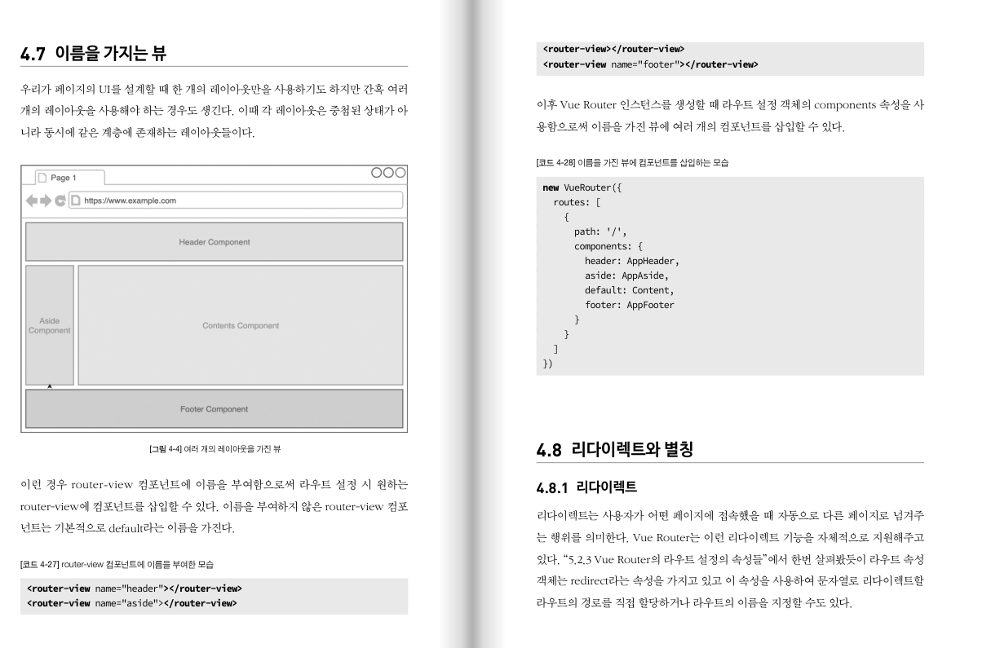 4.7 이름을 가지는 뷰
우리가 페이지의 UI를 설계할 때 한 개의 레이아웃만을 사용하기도 하지만 간혹 여러
개의 레이아웃을 사용해야 하는 경우도 생긴다. 이때 각 레이아웃은 중첩된 상태가 아
니라 동시에 같은 계층에 존재하는 레이아웃들이다.
Page 1
https://www.example.com
Header Component
Aside
Component
Contents Component
Footer Component
[그림 4-4] 여러 개의 레이아웃을 가진 뷰
이런 경우 router-view 컴포넌트에 이름을 부여함으로써 라우트 설정 시 원하는
router-view에 컴포넌트를 삽입할 수 있다. 이름을 부여하지 않은 router-view 컴포
넌트는 기본적으로 default라는 이름을 가진다.
[코드 4-27] router-view 컴포넌트에 이름을 부여한 모습
<router-view name="header"></router-view>
<router-view name="aside"></router-view>
<router-view></router-view>
<router-view name="footer"></router-view>
이후 Vue Router 인스턴스를 생성할 때 라우트 설정 객체의 components 속성을 사
용함으로써 이름을 가진 뷰에 여러 개의 컴포넌트를 삽입할 수 있다.
[코드 4-28] 이름을 가진 뷰에 컴포넌트를 삽입하는 모습
new VueRouter({
  routes: [
    {
      path: '/',
      components: {
        header: AppHeader,
        aside: AppAside,
        default: Content,
        footer: AppFooter
      }
    }
  ]
})
4.8 리다이렉트와 별칭
4.8.1 리다이렉트
리다이렉트는 사용자가 어떤 페이지에 접속했을 때 자동으로 다른 페이지로 넘겨주
는 행위를 의미한다. Vue Router는 이런 리다이렉트 기능을 자체적으로 지원해주고
있다. “5.2.3 Vue Router의 라우트 설정의 속성들”에서 한번 살펴봤듯이 라우트 속성
객체는 redirect라는 속성을 가지고 있고 이 속성을 사용하여 문자열로 리다이렉트할
라우트의 경로를 직접 할당하거나 라우트의 이름을 지정할 수도 있다.